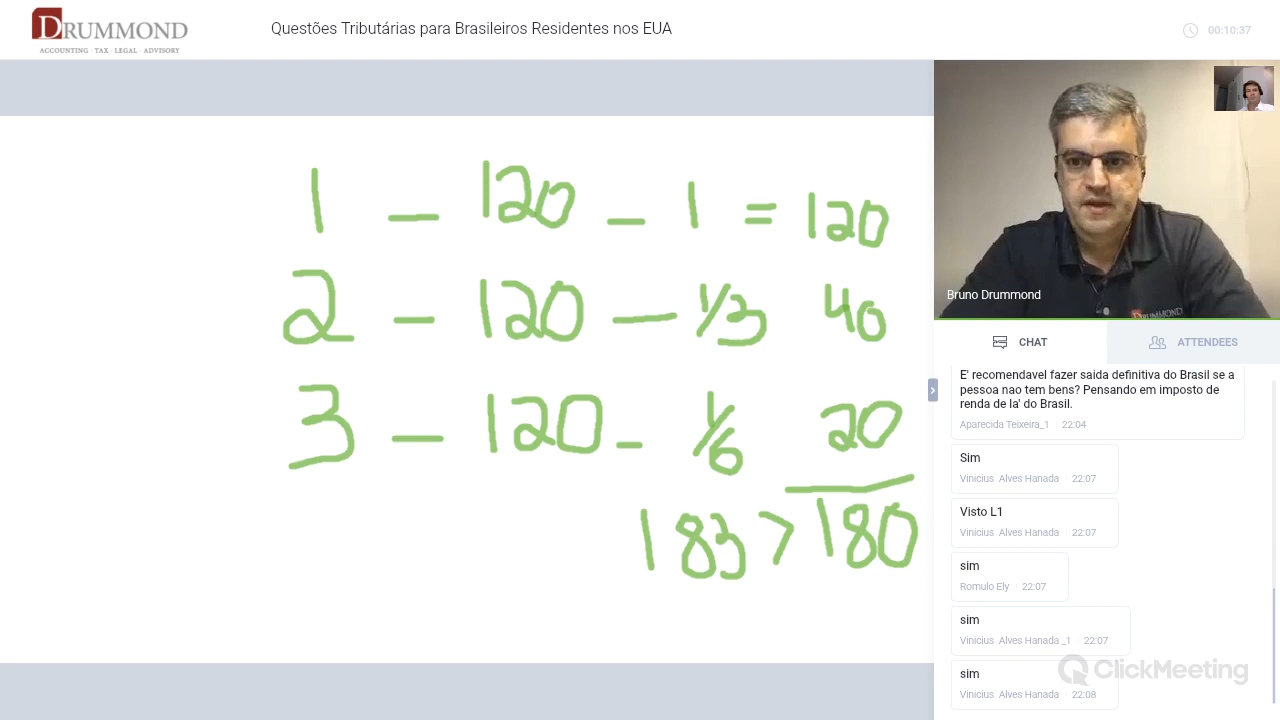 DRUMMOND
ACCOUNTING · TAX · LEGAL · ADVISORY
Questões Tributárias para Brasileiros Residentes nos EUA
00:10:37
1 – 120 – 1 = 120
2 – 120 – 1/3 40
3 – 120 – 1/6 20
183 > 180
DRUMMOND
Bruno Drummond
CHAT
ATTENDEES
E' recomendavel fazer saida definitiva do Brasil se a
pessoa nao tem bens? Pensando em imposto de
renda de la' do Brasil.
Aparecida Teixeira_1 22:04
Sim
Vinicius Alves Hanada 22:07
Visto L1
Vinicius Alves Hanada 22:07
sim
Romulo Ely 22:07
sim
Vinicius Alves Hanada _1 22:07
sim
Vinicius Alves Hanada 22:08
ClickMeeting